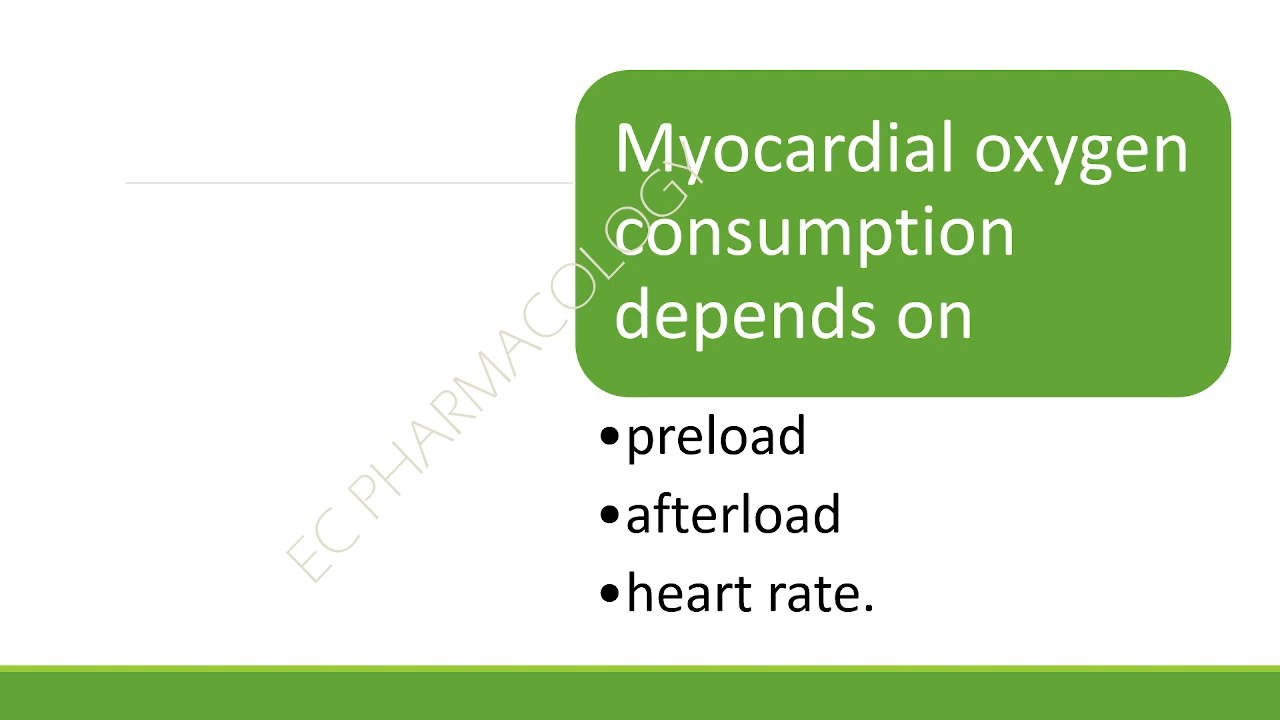 Myocardial oxygen
consumption
depends on
•preload
•afterload
•heart rate.
EC PHARMACOLOGY